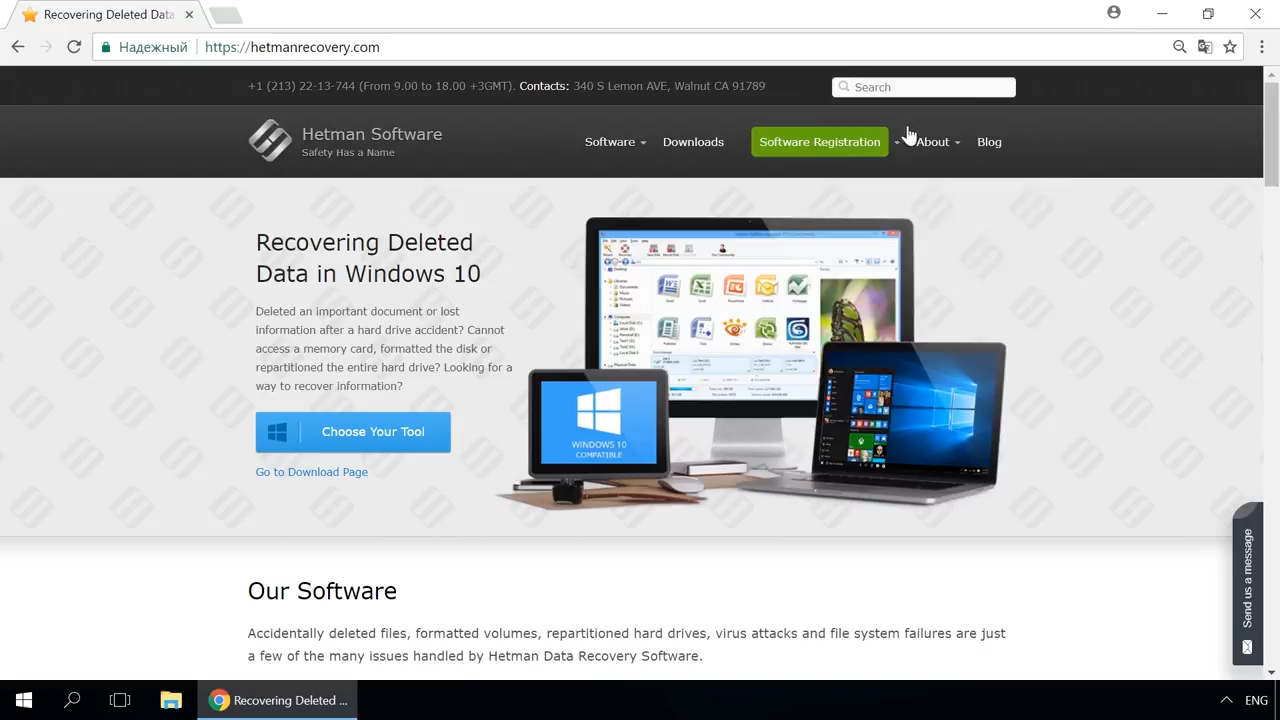 Recovering Deleted Data
Надежный
https://hetmanrecovery.com
+1 (213) 22-13-744 (From 9.00 to 18.00 +3GMT). Contacts: 340 S Lemon AVE, Walnut CA 91789
Search
Hetman Software
Safety Has a Name
Software
Downloads
Software Registration
About
Blog
Recovering Deleted
Data in Windows 10
Deleted an important document or lost
information after hard drive accident? Cannot
access a memory card, formatted the disk or
repartitioned the entire hard drive? Looking for a
way to recover information?
Choose Your Tool
Go to Download Page
WINDOWS 10
COMPATIBLE
Send us a message
Our Software
Accidentally deleted files, formatted volumes, repartitioned hard drives, virus attacks and file system failures are just
a few of the many issues handled by Hetman Data Recovery Software.
Recovering Deleted ...
ENG